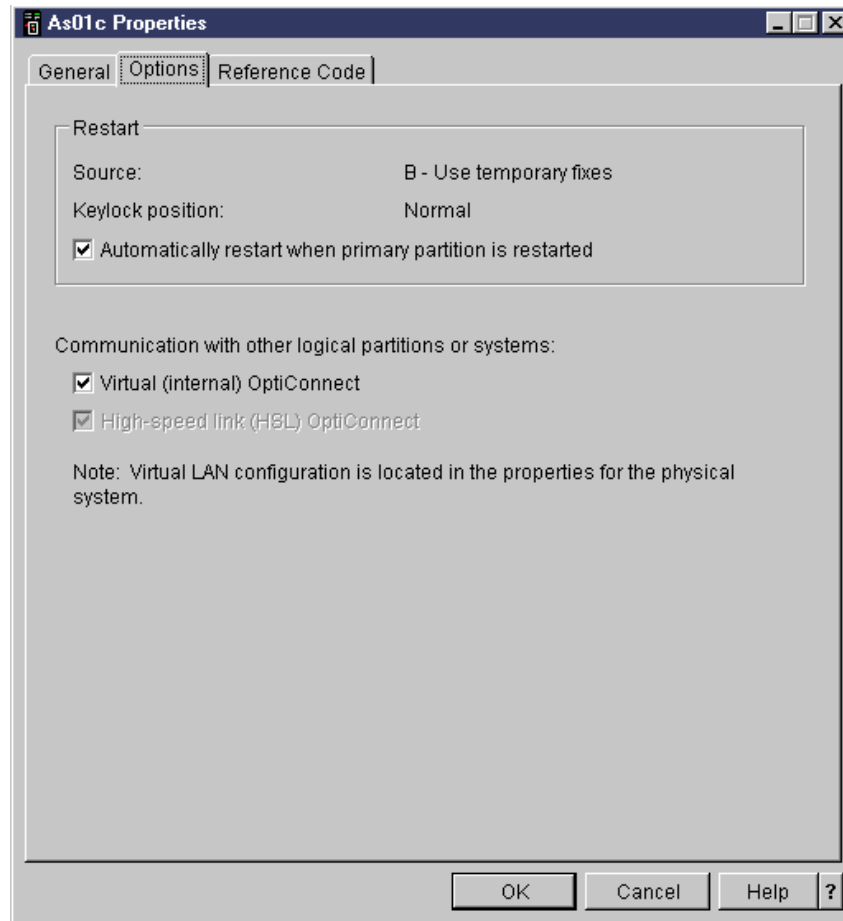 As01c Properties
General Options Reference Code
Restart
Source: B - Use temporary fixes
Keylock position: Normal
Automatically restart when primary partition is restarted
Communication with other logical partitions or systems:
Virtual (internal) OptiConnect
High-speed link (HSL) OptiConnect
Note: Virtual LAN configuration is located in the properties for the physical
system.
OK Cancel Help ?